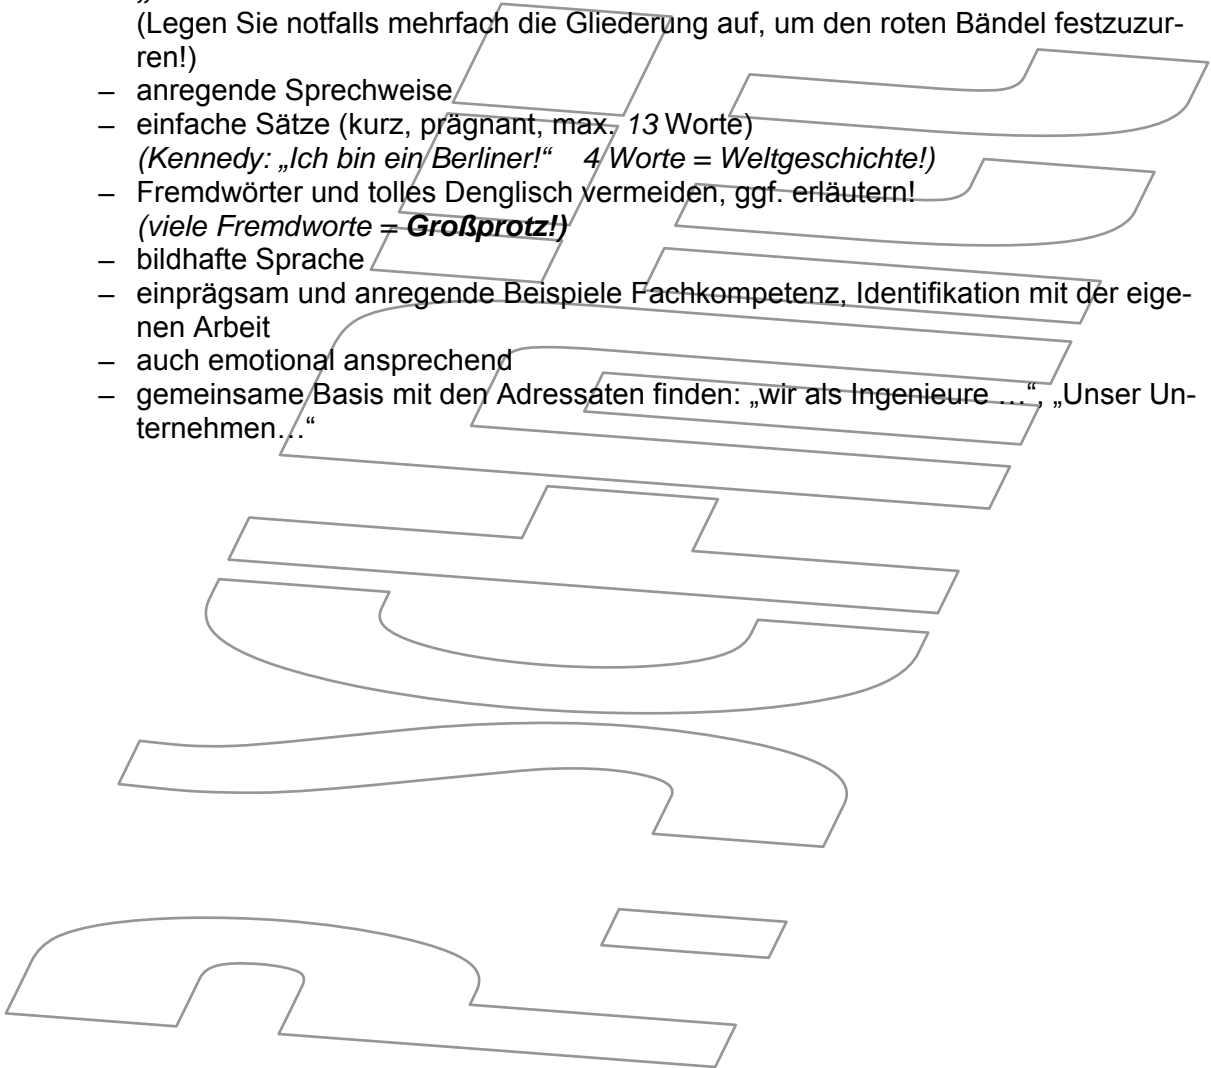 „
(Legen Sie notfalls mehrfach die Gliederung auf, um den roten Bändel festzuzur-
ren!)
– anregende Sprechweise
– einfache Sätze (kurz, prägnant, max. 13 Worte)
(Kennedy: „Ich bin ein Berliner!“ 4 Worte = Weltgeschichte!)
– Fremdwörter und tolles Denglisch vermeiden, ggf. erläutern!
(viele Fremdworte = Großprotz!)
– bildhafte Sprache
– einprägsam und anregende Beispiele Fachkompetenz, Identifikation mit der eige-
nen Arbeit
– auch emotional ansprechend
– gemeinsame Basis mit den Adressaten finden: „wir als Ingenieure …“, „Unser Un-
ternehmen…“